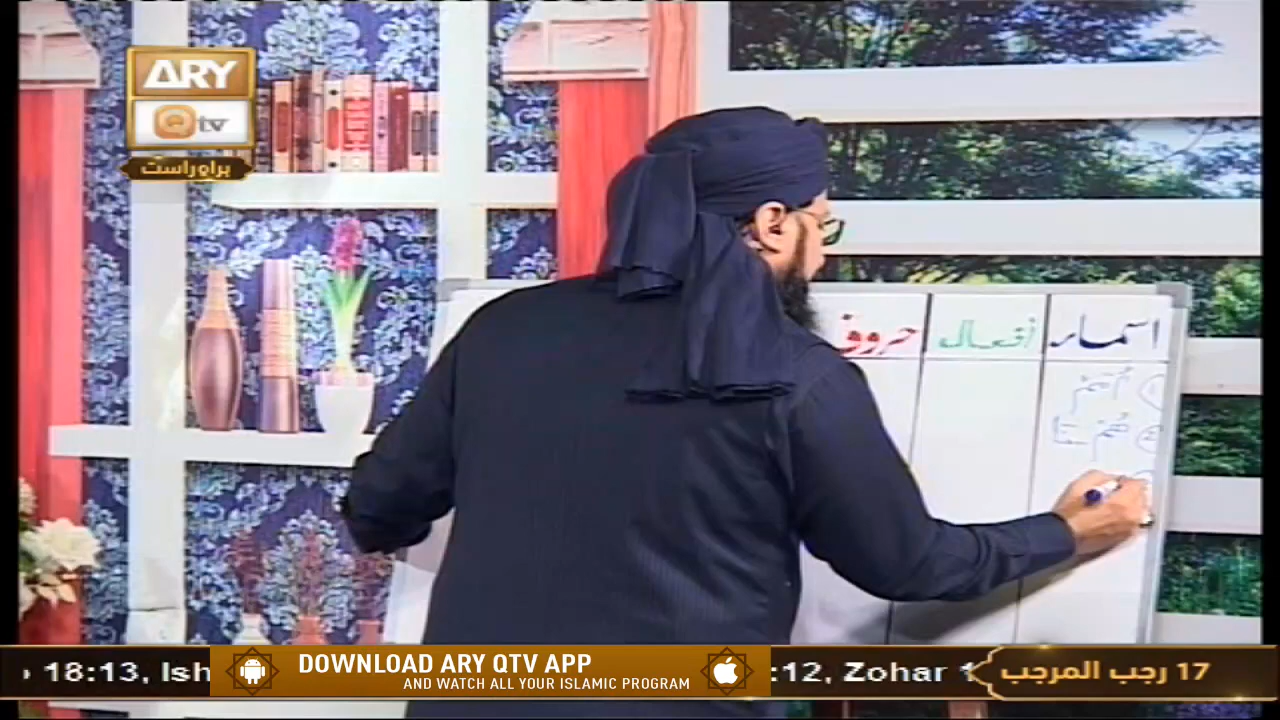 ARY
Qtv
براہ راست
اسماء افعال حروف
18:13, Ish
DOWNLOAD ARY QTV APP
AND WATCH ALL YOUR ISLAMIC PROGRAM
:12, Zohar 1
17 رجب المرجب